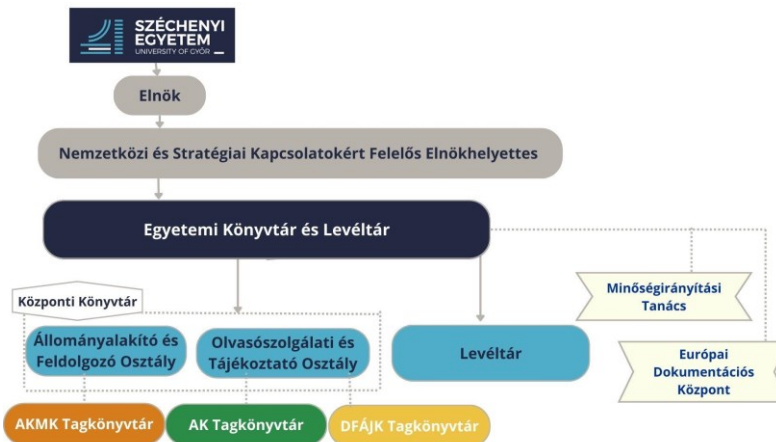 SZÉCHENYI
EGYETEM
UNIVERSITY OF GYŐR
Elnök
Nemzetközi és Stratégiai Kapcsolatokért Felelős Elnökhelyettes
Egyetemi Könyvtár és Levéltár
Központi Könyvtár
Állományalakító és
Feldolgozó Osztály
Olvasószolgálati és
Tájékoztató Osztály
Levéltár
Minőségirányítási
Tanács
Európai
Dokumentációs
Központ
AKMK Tagkönyvtár
AK Tagkönyvtár
DFÁJK Tagkönyvtár